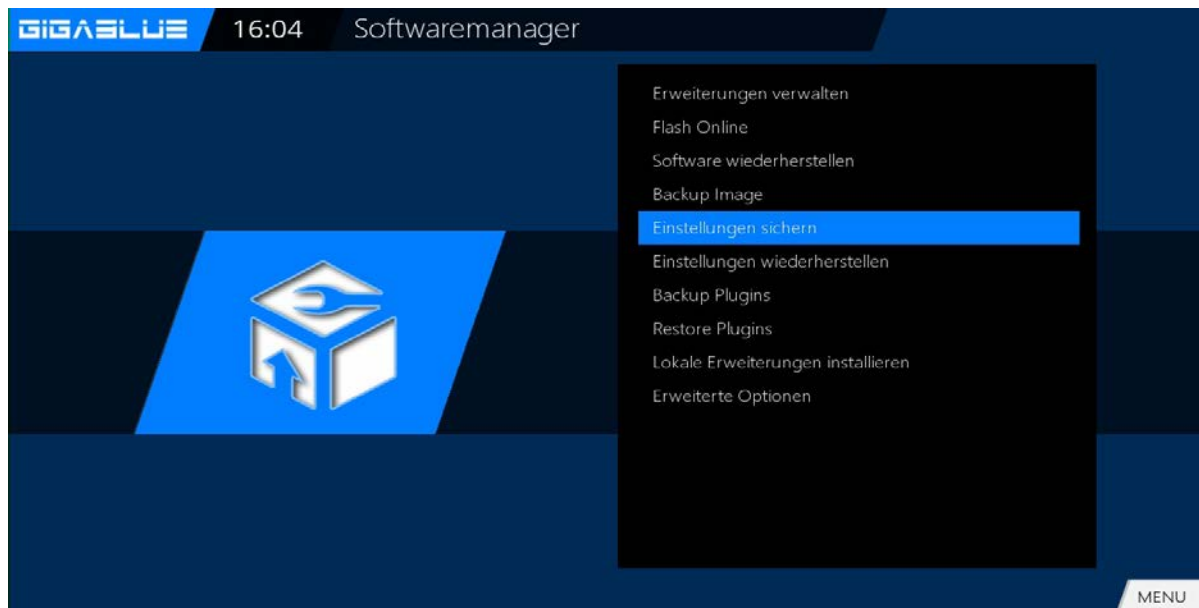 GIGABLUE 16:04 Softwaremanager
Erweiterungen verwalten
Flash Online
Software wiederherstellen
Backup Image
Einstellungen sichern
Einstellungen wiederherstellen
Backup Plugins
Restore Plugins
Lokale Erweiterungen installieren
Erweiterte Optionen
MENU